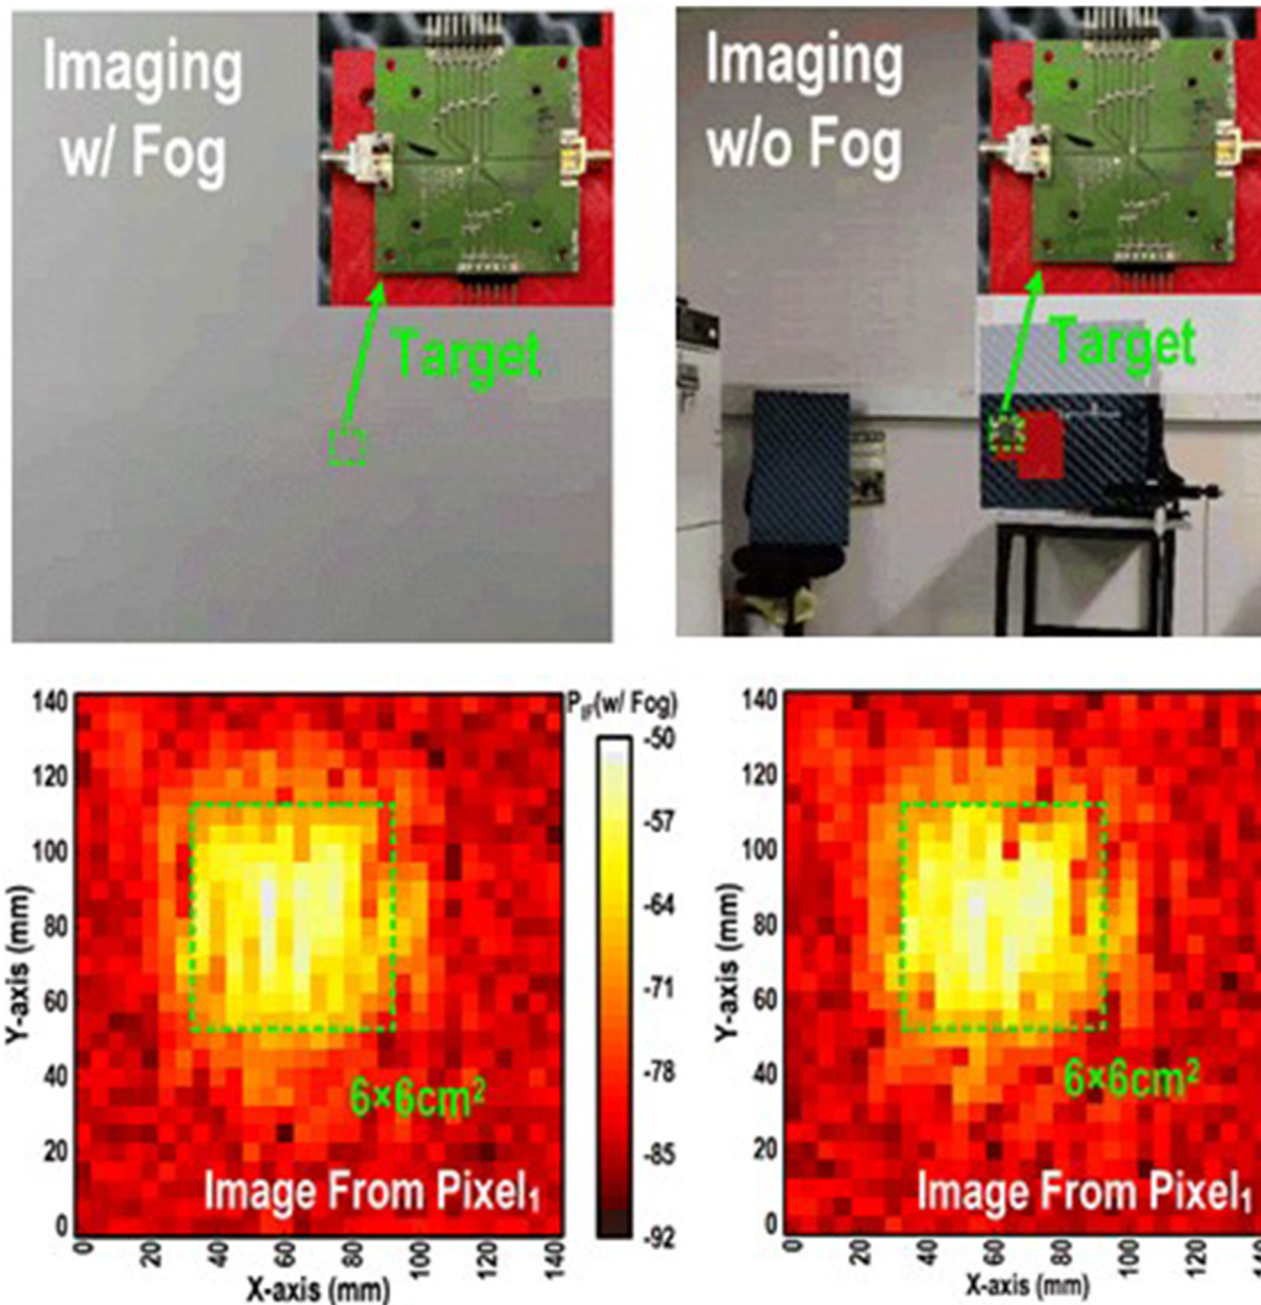 Imaging
w/ Fog
Target
Imaging
w/o Fog
Target
140
120
100
80
60
40
20
0
Y-axis (mm)
6×6cm²
Image From Pixel₁
0 20 40 60 80 100 120 140
X-axis (mm)
P_IF(w/ Fog)
-50
-57
-64
-71
-78
-85
-92
140
120
100
80
60
40
20
0
Y-axis (mm)
6×6cm²
Image From Pixel₁
0 20 40 60 80 100 120
X-axis (mm)